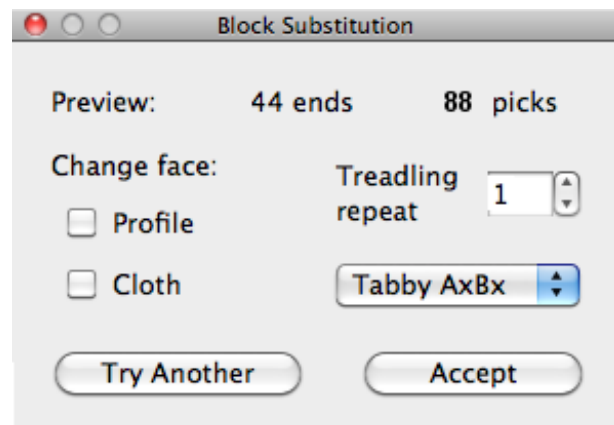 Block Substitution
Preview: 44 ends 88 picks
Change face:
Treadling
repeat
1
Profile
Cloth
Tabby AxBx
Try Another
Accept